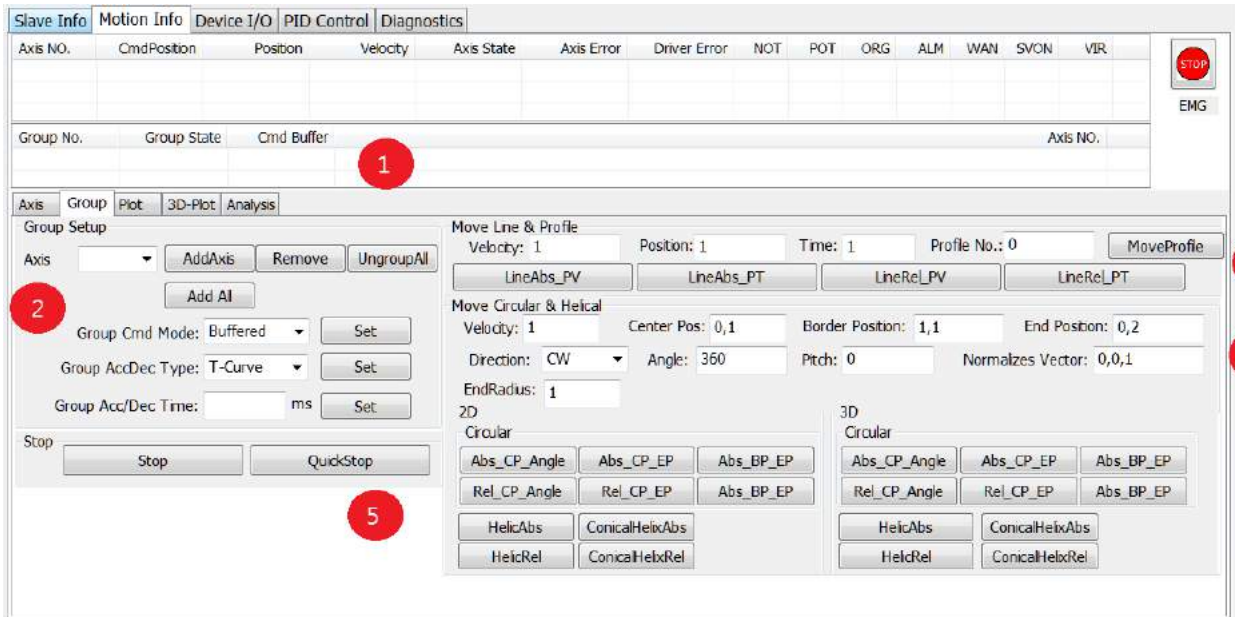 Slave Info Motion Info Device I/O PID Control Diagnostics
Axis NO. CmdPosition Position Velocity Axis State Axis Error Driver Error NOT POT ORG ALM WAN SVON VIR
STOP
EMG
Group No. Group State Cmd Buffer Axis NO.
1
Axis Group Plot 3D-Plot Analysis
Group Setup
Axis AddAxis Remove UngroupAll
Add All
2
Group Cmd Mode: Buffered Set
Group AccDec Type: T-Curve Set
Group Acc/Dec Time: ms Set
Stop
Stop QuickStop
5
Move Line & Profile
Velocity: 1 Position: 1 Time: 1 Profile No.: 0 MoveProfile
LineAbs_PV LineAbs_PT LineRel_PV LineRel_PT
Move Circular & Helical
Velocity: 1 Center Pos: 0,1 Border Position: 1,1 End Position: 0,2
Direction: CW Angle: 360 Pitch: 0 Normalizes Vector: 0,0,1
EndRadius: 1
2D
Circular
Abs_CP_Angle Abs_CP_EP Abs_BP_EP
Rel_CP_Angle Rel_CP_EP Abs_BP_EP
HelicAbs ConicalHelixAbs
HelicRel ConicalHelixRel
3D
Circular
Abs_CP_Angle Abs_CP_EP Abs_BP_EP
Rel_CP_Angle Rel_CP_EP Abs_BP_EP
HelicAbs ConicalHelixAbs
HelicRel ConicalHelixRel